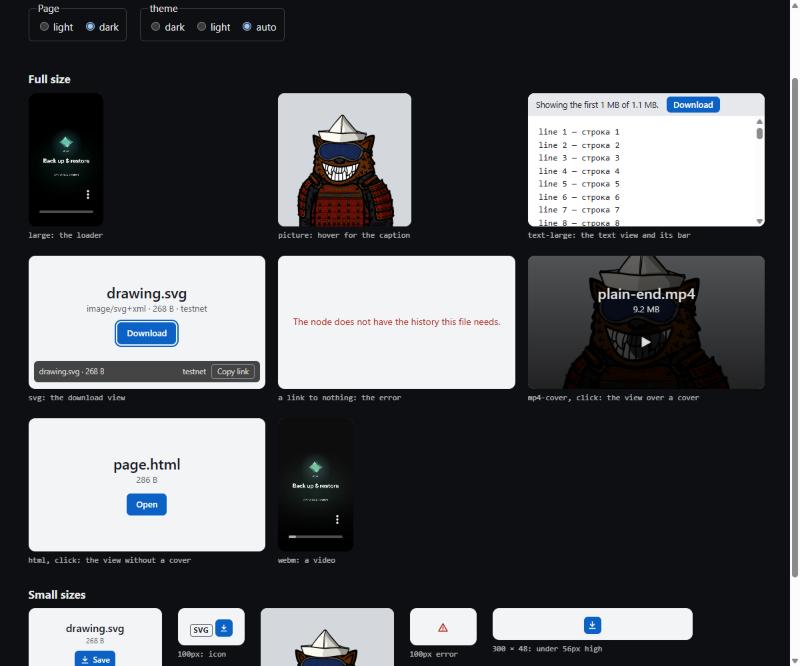 Page
theme
light
dark
dark
light
auto
Full size
Back up & restore
large: the loader
picture: hover for the caption
Showing the first 1 MB of 1.1 MB.
Download
line 1 — строка 1
line 2 — строка 2
line 3 — строка 3
line 4 — строка 4
line 5 — строка 5
line 6 — строка 6
line 7 — строка 7
line 8 — строка 8
text-large: the text view and its bar
drawing.svg
image/svg+xml · 268 B · testnet
Download
drawing.svg · 268 B
testnet
Copy link
svg: the download view
The node does not have the history this file needs.
a link to nothing: the error
plain-end.mp4
9.2 MB
mp4-cover, click: the view over a cover
page.html
286 B
Open
html, click: the view without a cover
Back up & restore
webm: a video
Small sizes
drawing.svg
268 B
Save
SVG
100px: icon
100px error
300 × 48: under 56px high